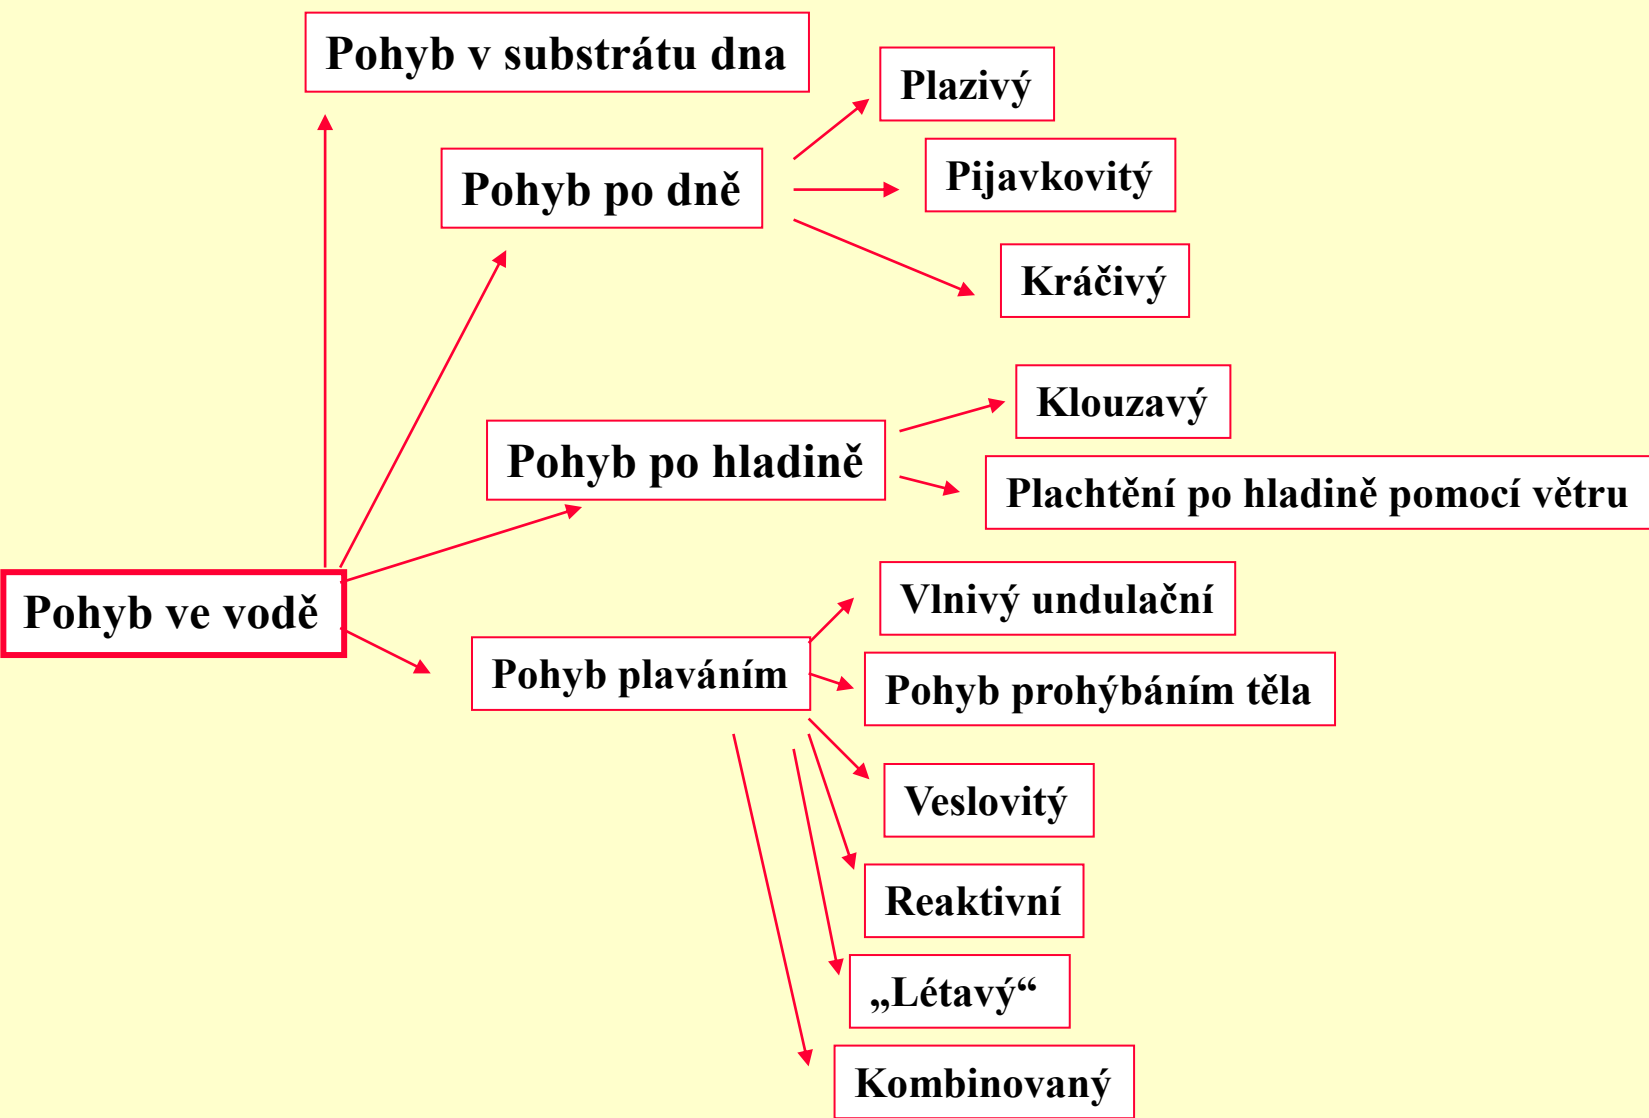 Pohyb v substrátu dna
Plazivý
Pohyb po dně
Pijavkovitý
Kráčivý
Klouzavý
Pohyb po hladině
Plachtění po hladině pomocí větru
Pohyb ve vodě
Vlnivý undulační
Pohyb plaváním
Pohyb prohýbáním těla
Veslovitý
Reaktivní
„Létavý“
Kombinovaný